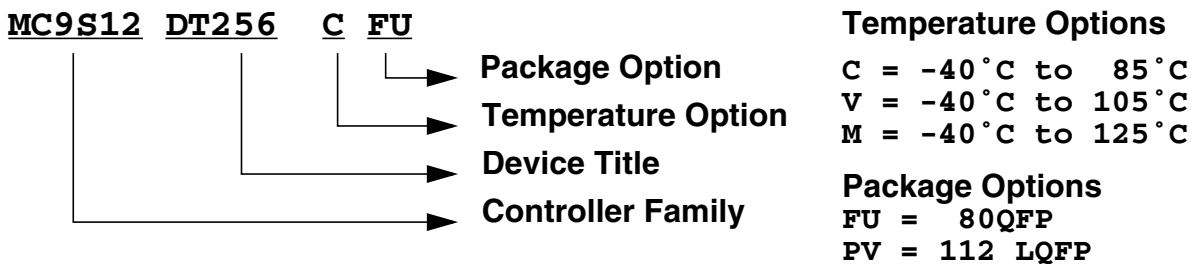 MC9S12 DT256 C FU
Package Option
Temperature Option
Device Title
Controller Family
Temperature Options
C = -40˚C to 85˚C
V = -40˚C to 105˚C
M = -40˚C to 125˚C
Package Options
FU = 80QFP
PV = 112 LQFP